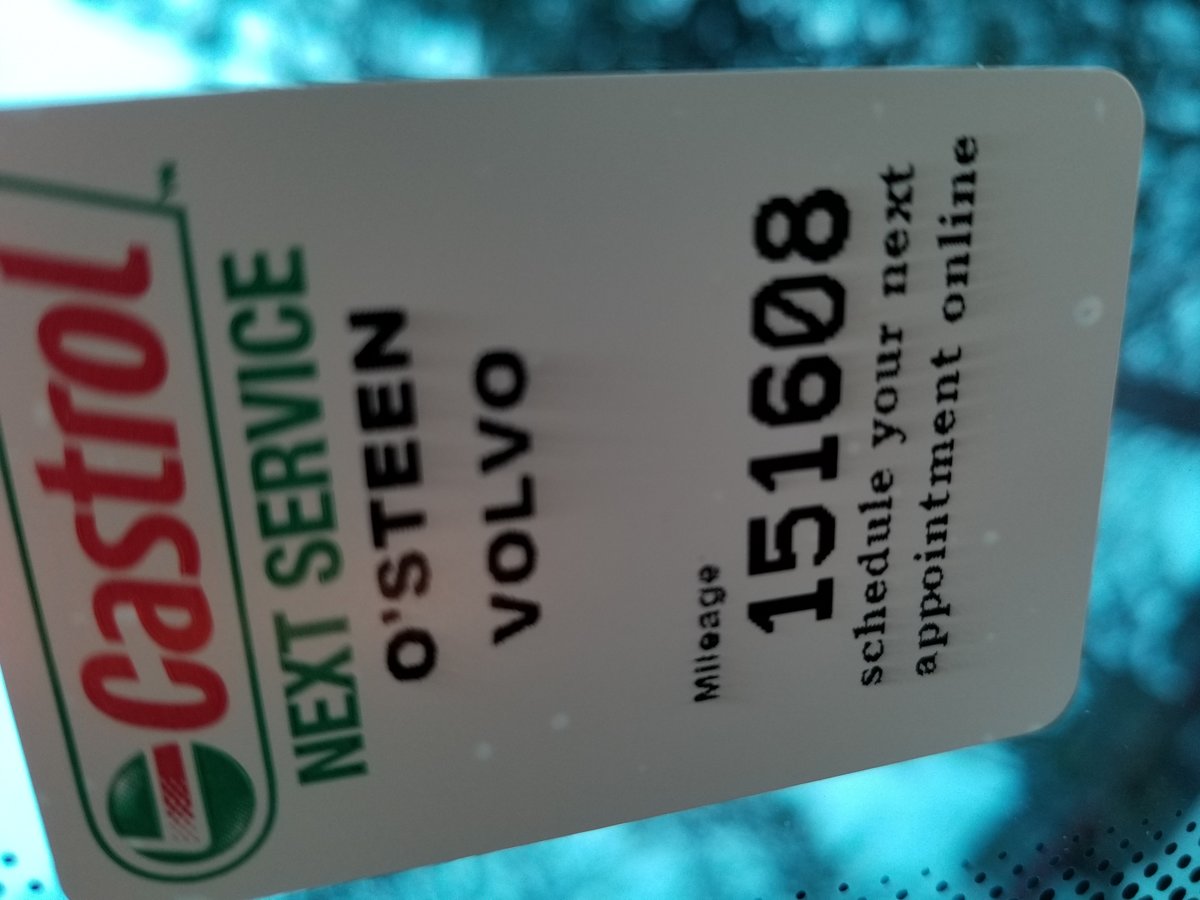 Castrol
NEXT SERVICE
O'STEEN
VOLVO
Mileage
151608
schedule your next
appointment online